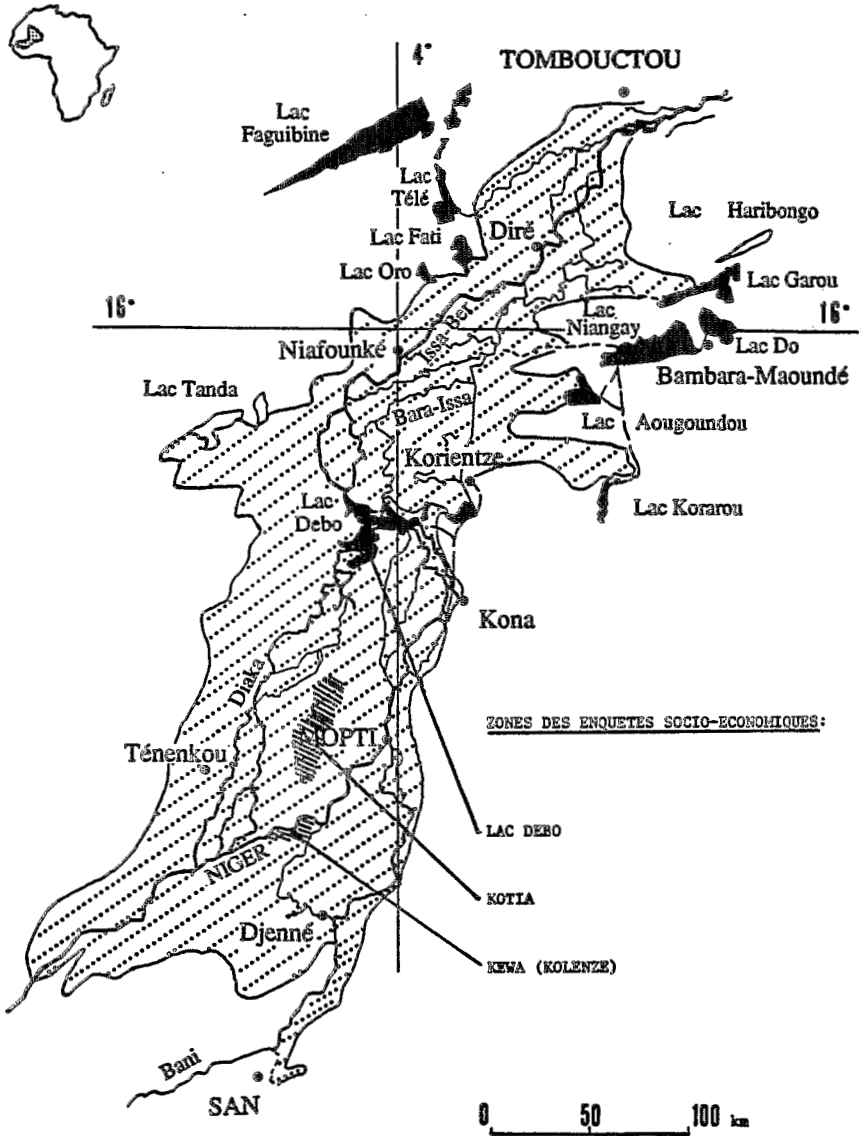 4°
TOMBOUCTOU
Lac
Faguibine
Lac
Télé
Lac Haribongo
Lac Fati
Diré
Lac Oro
Lac Garou
16°
16°
Lac
Niangay
Issa-Ber
Niafounké
Lac Do
Bambara-Maoundé
Lac Tanda
Bara-Issa
Lac Aougoundou
Korientze
Lac
Debo
Lac Korarou
Kona
Diaka
ZONES DES ENQUETES SOCIO-ECONOMIQUES:
MOPTI
Ténenkou
LAC DEBO
NIGER
KOTIA
Djenné
KEWA (KOLENZE)
Bani
SAN
0 50 100 km